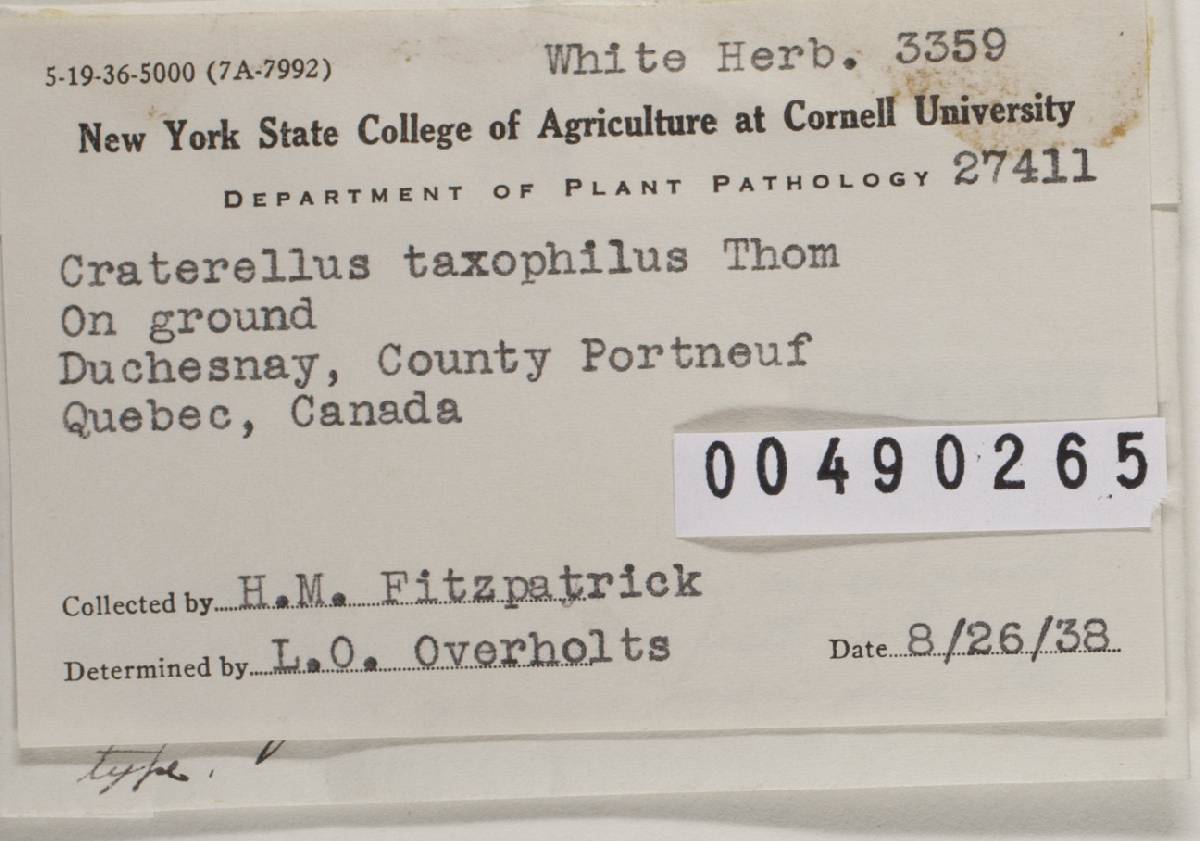 5-19-36-5000 (7A-7992)
White Herb. 3359
New York State College of Agriculture at Cornell University
DEPARTMENT OF PLANT PATHOLOGY 27411
Craterellus taxophilus Thom
On ground
Duchesnay, County Portneuf
Quebec, Canada
00490265
Collected by H.M. Fitzpatrick
Determined by L.O. Overholts
Date 8/26/38
type.